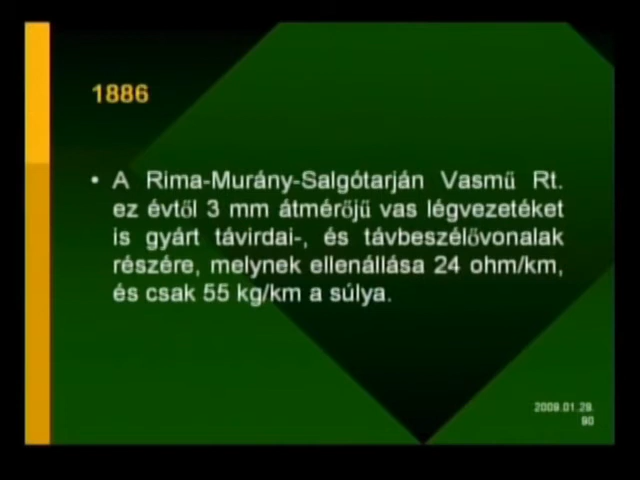 1886
• A Rima-Murány-Salgótarján Vasmű Rt.
ez évtől 3 mm átmérőjű vas légvezetéket
is gyárt távirdai-, és távbeszélővonalak
részére, melynek ellenállása 24 ohm/km,
és csak 55 kg/km a súlya.
2009.01.29.
90